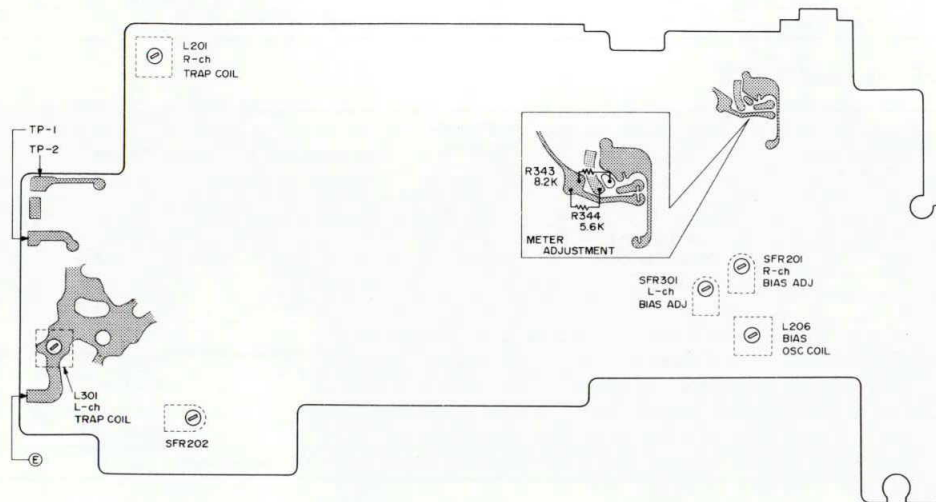 L201
R-ch
TRAP COIL
TP-1
TP-2
R343
8.2K
R344
5.6K
METER
ADJUSTMENT
SFR201
R-ch
BIAS ADJ
SFR301
L-ch
BIAS ADJ
L206
BIAS
OSC COIL
L301
L-ch
TRAP COIL
SFR202
E